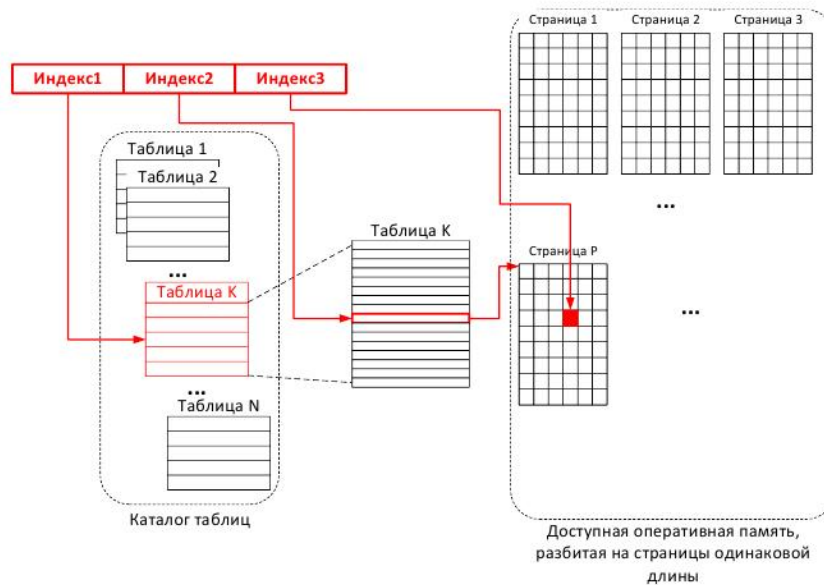 Страница 1 Страница 2 Страница 3
Индекс1 Индекс2 Индекс3
Таблица 1
Таблица 2
...
...
Таблица K
Страница P
Таблица K
...
...
Таблица N
Каталог таблиц
Доступная оперативная память,
разбитая на страницы одинаковой
длины